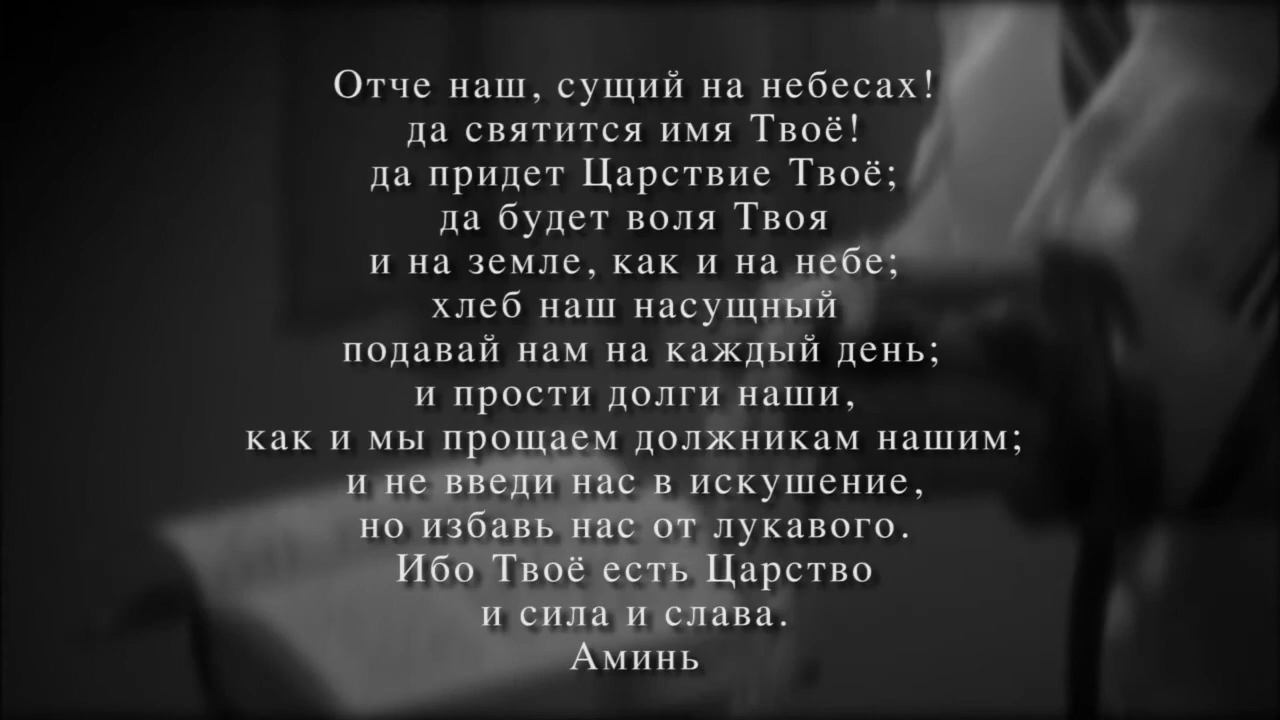 Отче наш, сущий на небесах!
да святится имя Твоё!
да придет Царствие Твоё;
да будет воля Твоя
и на земле, как и на небе;
хлеб наш насущный
подавай нам на каждый день;
и прости долги наши,
как и мы прощаем должникам нашим;
и не введи нас в искушение,
но избавь нас от лукавого.
Ибо Твоё есть Царство
и сила и слава.
Аминь